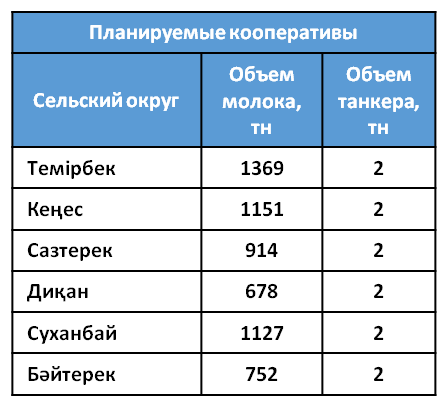 Планируемые кооперативы
Сельский округ
Объем
молока,
тн
Объем
танкера,
тн
Темірбек 1369 2
Кеңес 1151 2
Сазтерек 914 2
Диқан 678 2
Суханбай 1127 2
Бәйтерек 752 2